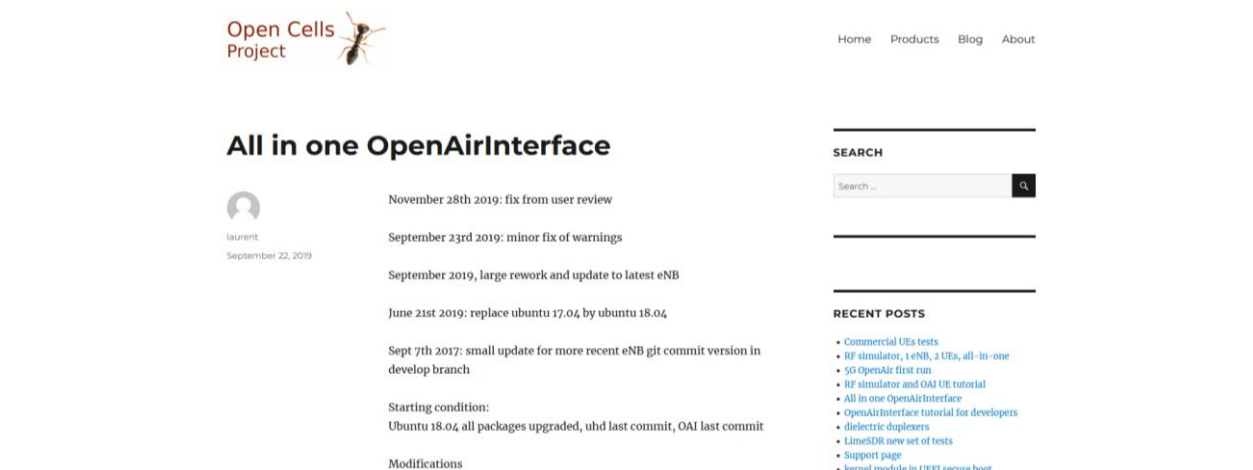 Open Cells
Project
Home Products Blog About
All in one OpenAirInterface
laurent
September 22, 2019
November 28th 2019: fix from user review
September 23rd 2019: minor fix of warnings
September 2019, large rework and update to latest eNB
June 21st 2019: replace ubuntu 17.04 by ubuntu 18.04
Sept 7th 2017: small update for more recent eNB git commit version in
develop branch
Starting condition:
Ubuntu 18.04 all packages upgraded, uhd last commit, OAI last commit
Modifications
SEARCH
Search …
RECENT POSTS
• Commercial UEs tests
• RF simulator, 1 eNB, 2 UEs, all-in-one
• 5G OpenAir first run
• RF simulator and OAI UE tutorial
• All in one OpenAirInterface
• OpenAirInterface tutorial for developers
• dielectric duplexers
• LimeSDR new set of tests
• Support page
• kernel module in UEFI secure boot